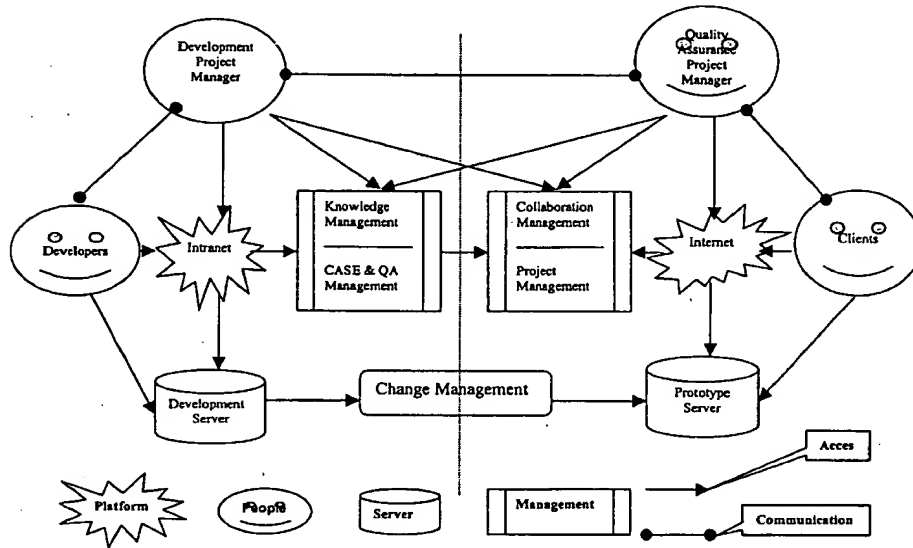 Development
Project
Manager
Quality
Assurance
Project
Manager
Developers
Intranet
Knowledge
Management
CASE & QA
Management
Collaboration
Management
Project
Management
Internet
Clients
Development
Server
Change Management
Prototype
Server
Acces
Platform
People
Server
Management
Communication